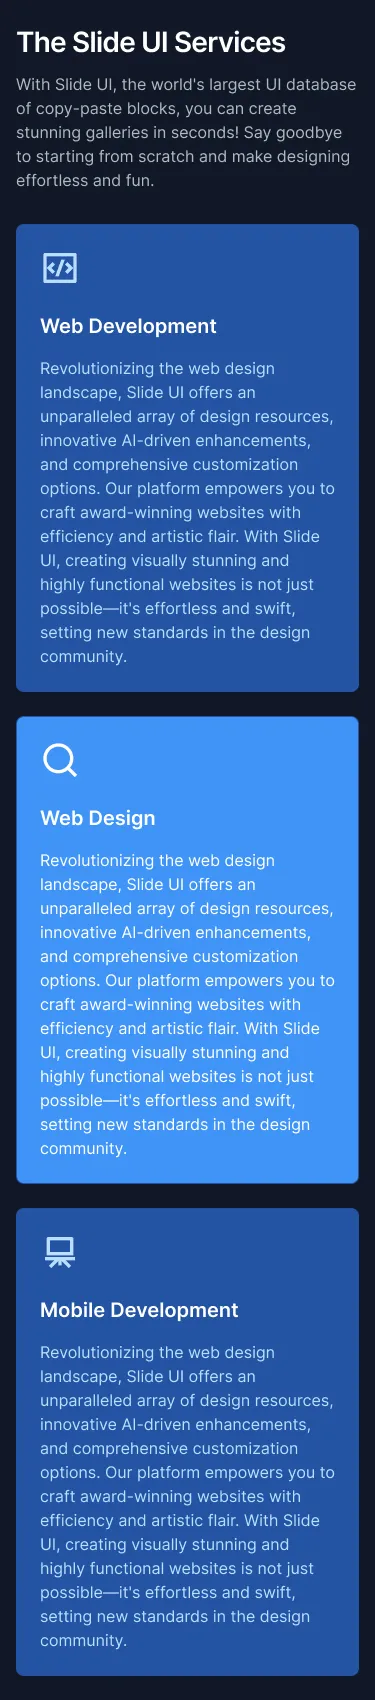 The Slide UI Services
With Slide UI, the world's largest UI database
of copy-paste blocks, you can create
stunning galleries in seconds! Say goodbye
to starting from scratch and make designing
effortless and fun.
Web Development
Revolutionizing the web design
landscape, Slide UI offers an
unparalleled array of design resources,
innovative AI-driven enhancements,
and comprehensive customization
options. Our platform empowers you to
craft award-winning websites with
efficiency and artistic flair. With Slide
UI, creating visually stunning and
highly functional websites is not just
possible—it's effortless and swift,
setting new standards in the design
community.
Web Design
Revolutionizing the web design
landscape, Slide UI offers an
unparalleled array of design resources,
innovative AI-driven enhancements,
and comprehensive customization
options. Our platform empowers you to
craft award-winning websites with
efficiency and artistic flair. With Slide
UI, creating visually stunning and
highly functional websites is not just
possible—it's effortless and swift,
setting new standards in the design
community.
Mobile Development
Revolutionizing the web design
landscape, Slide UI offers an
unparalleled array of design resources,
innovative AI-driven enhancements,
and comprehensive customization
options. Our platform empowers you to
craft award-winning websites with
efficiency and artistic flair. With Slide
UI, creating visually stunning and
highly functional websites is not just
possible—it's effortless and swift,
setting new standards in the design
community.